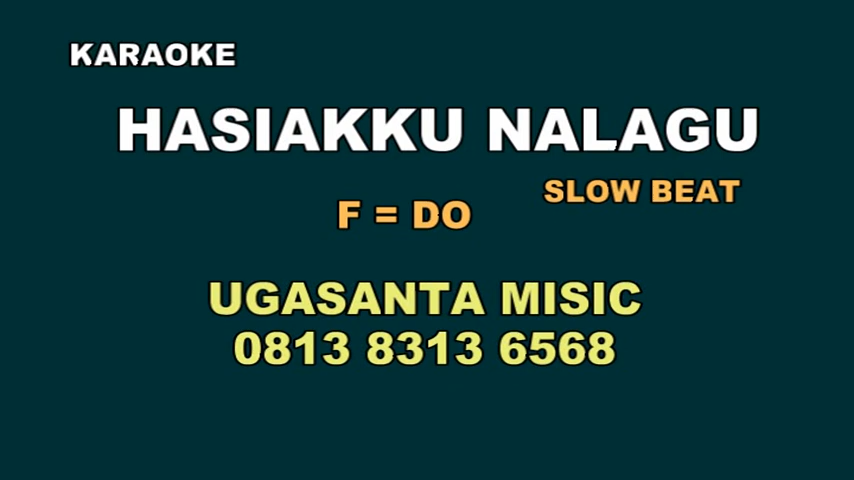 KARAOKE
HASIAKKU NALAGU
SLOW BEAT
F = DO
UGASANTA MISIC
0813 8313 6568